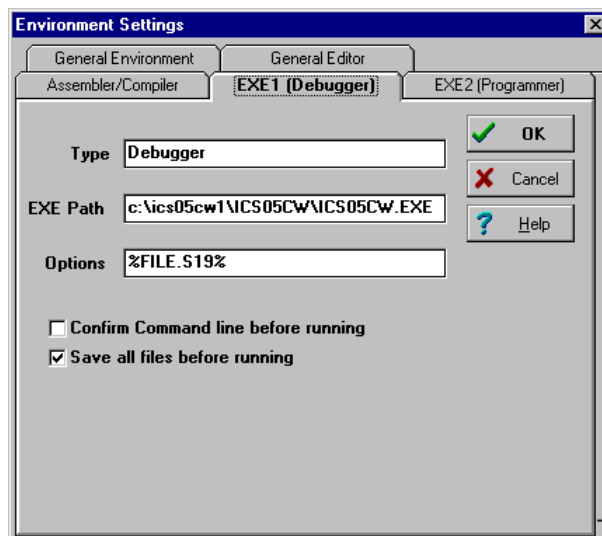 Environment Settings
General Environment
General Editor
Assembler/Compiler
EXE1 (Debugger)
EXE2 (Programmer)
Type
Debugger
EXE Path
c:\ics05cw1\ICS05CW\ICS05CW.EXE
Options
%FILE.S19%
Confirm Command line before running
Save all files before running
OK
Cancel
Help